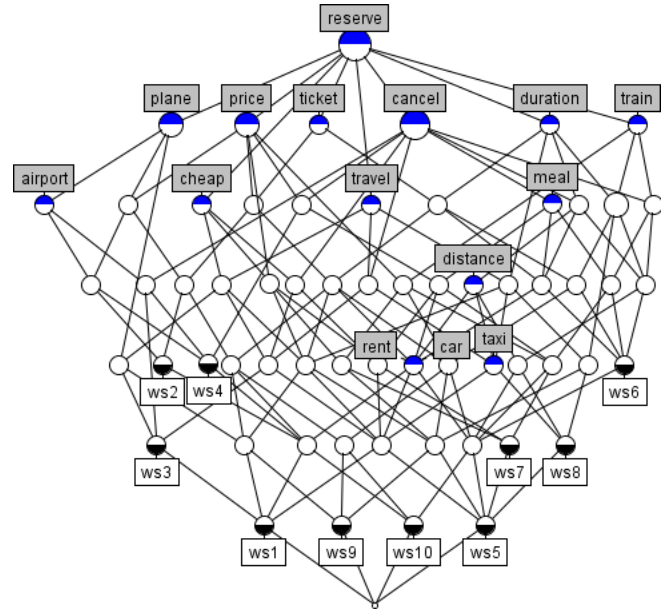 reserve
plane
price
ticket
cancel
duration
train
airport
cheap
travel
meal
distance
rent
car
taxi
ws2
ws4
ws6
ws3
ws7
ws8
ws1
ws9
ws10
ws5